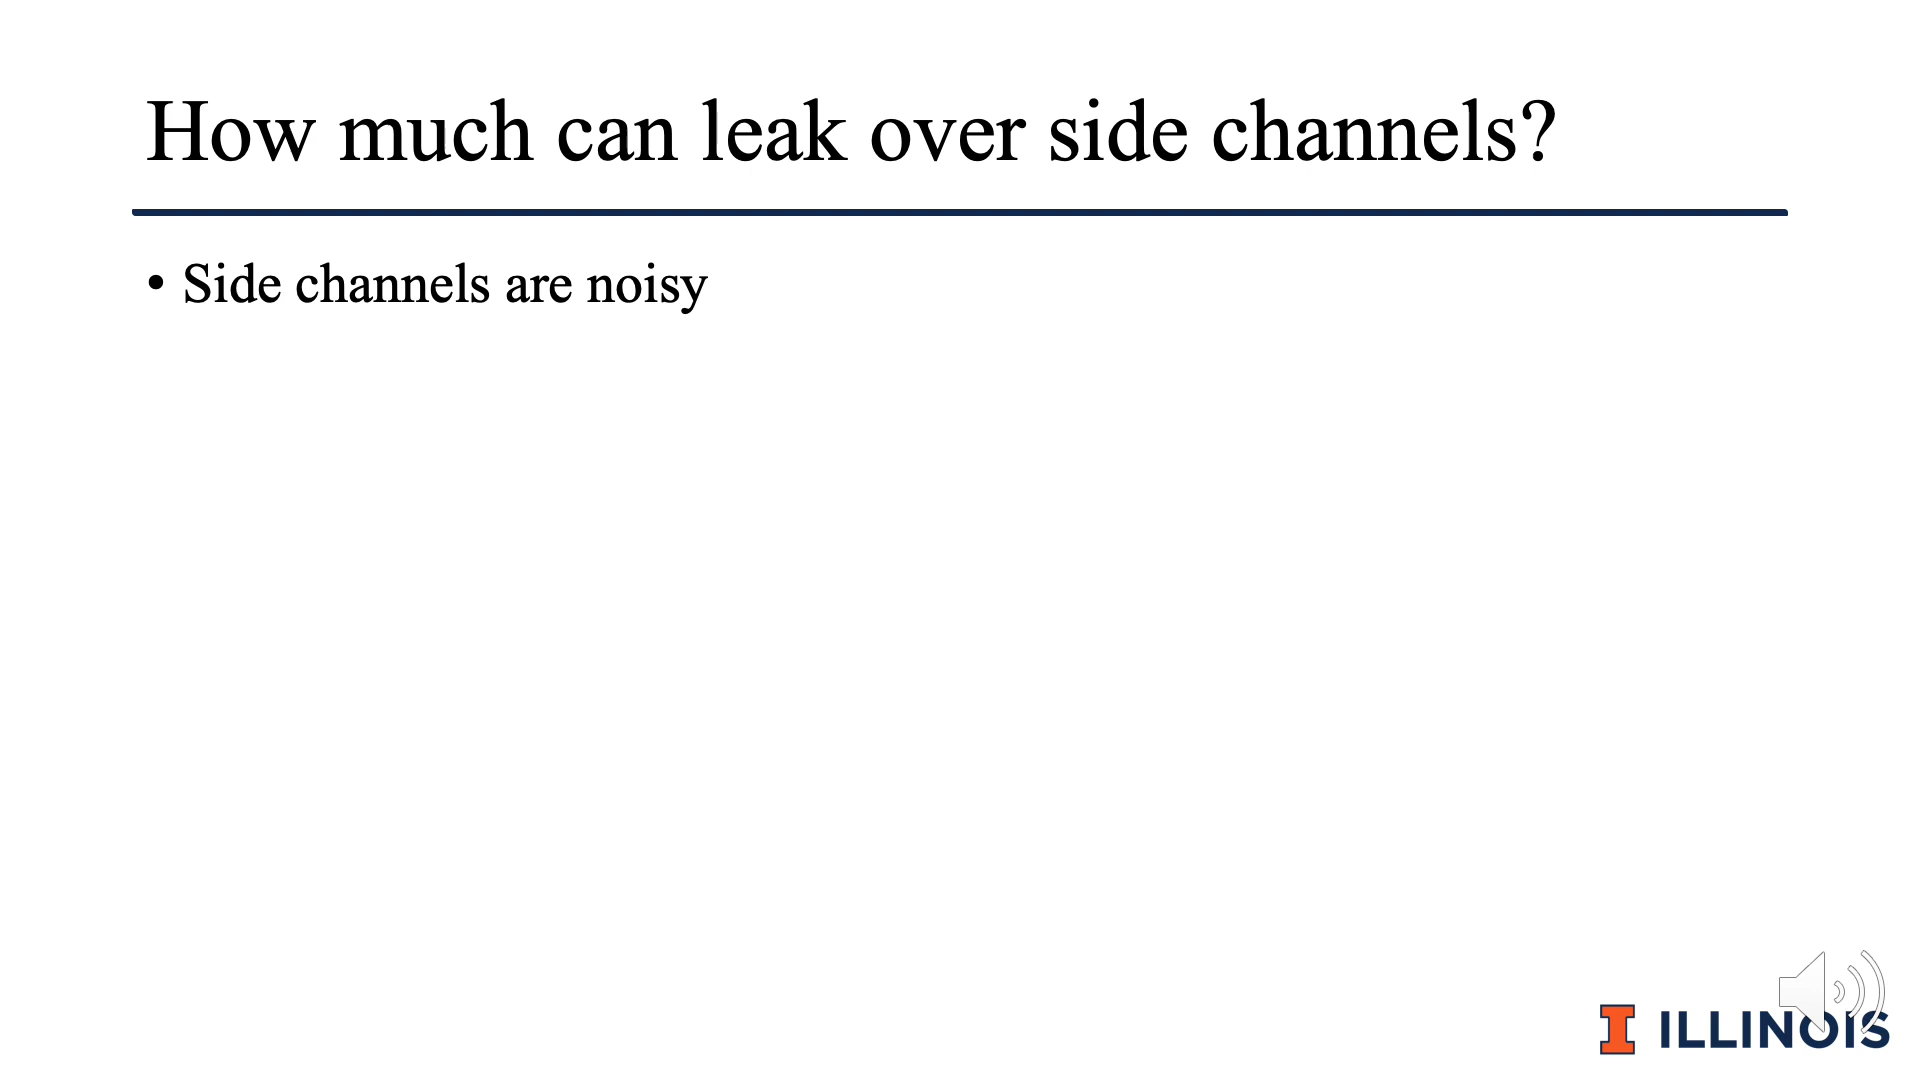 How much can leak over side channels?
• Side channels are noisy
I ILLINOIS